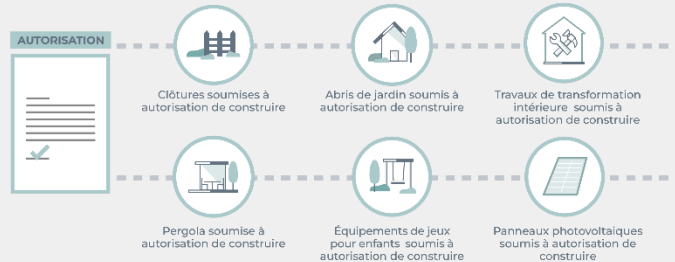 AUTORISATION
Clôtures soumises à
autorisation de construire
Abris de jardin soumis à
autorisation de construire
Travaux de transformation
intérieure soumis à
autorisation de construire
Pergola soumise à
autorisation de construire
Équipements de jeux
pour enfants soumis à
autorisation de construire
Panneaux photovoltaiques
soumis à autorisation de
construire